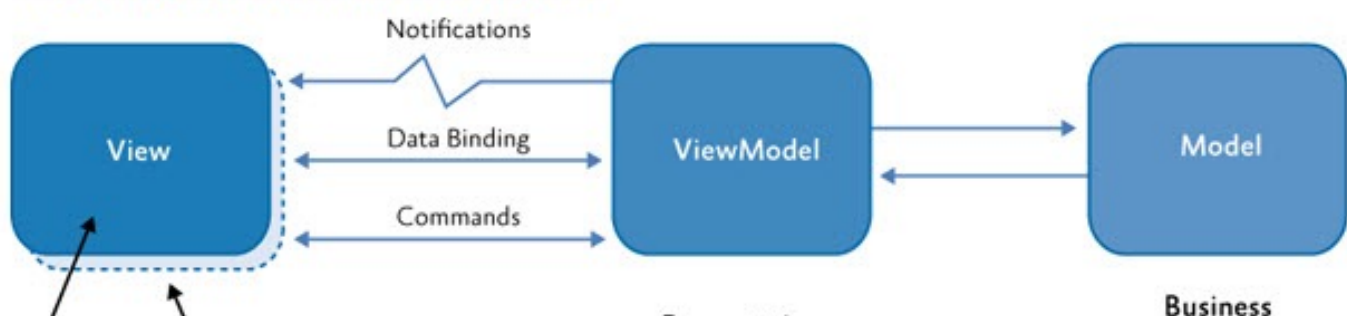 Notifications
View
Data Binding
ViewModel
Model
Commands
Business